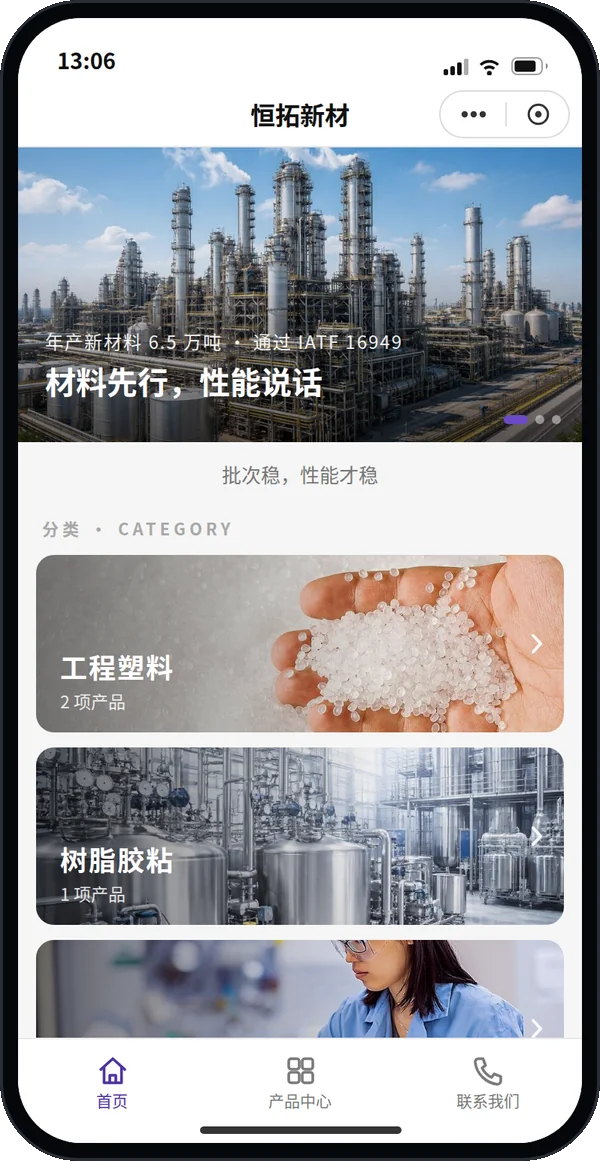 13:06
恒拓新材
年产新材料 6.5 万吨 · 通过 IATF 16949
材料先行，性能说话
批次稳，性能才稳
分类 · CATEGORY
工程塑料
2 项产品
树脂胶粘
1 项产品
首页
产品中心
联系我们